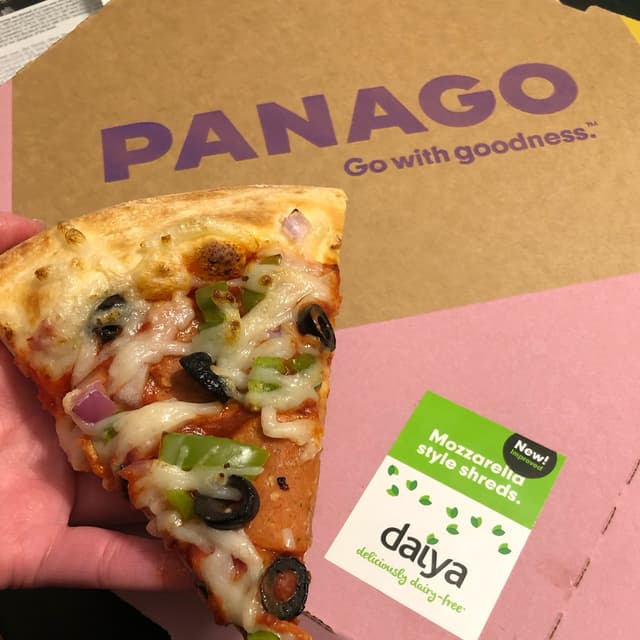 PANAGO
Go with goodness.™
New!
Improved
Mozzarella
style shreds.
daiya
deliciously dairy-free